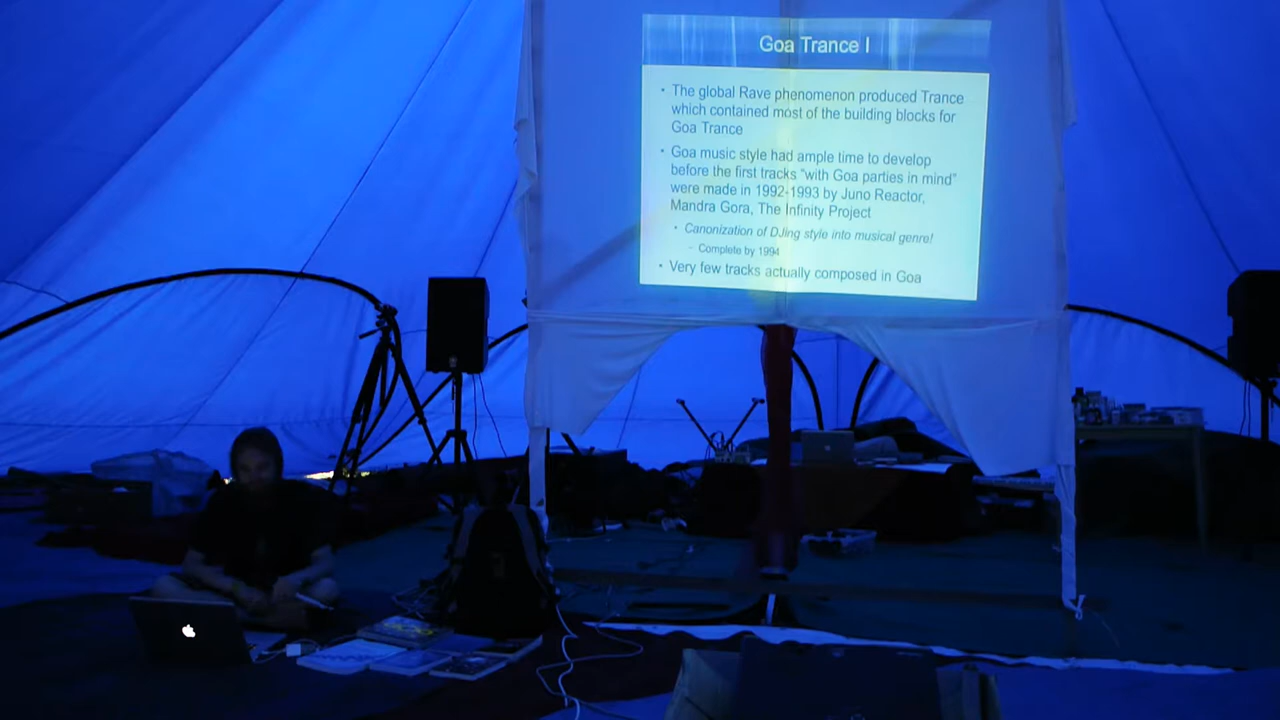 Goa Trance I
• The global Rave phenomenon produced Trance
which contained most of the building blocks for
Goa Trance
• Goa music style had ample time to develop
before the first tracks "with Goa parties in mind"
were made in 1992-1993 by Juno Reactor,
Mandra Gora, The Infinity Project
• Canonization of DJing style into musical genre!
– Complete by 1994
• Very few tracks actually composed in Goa